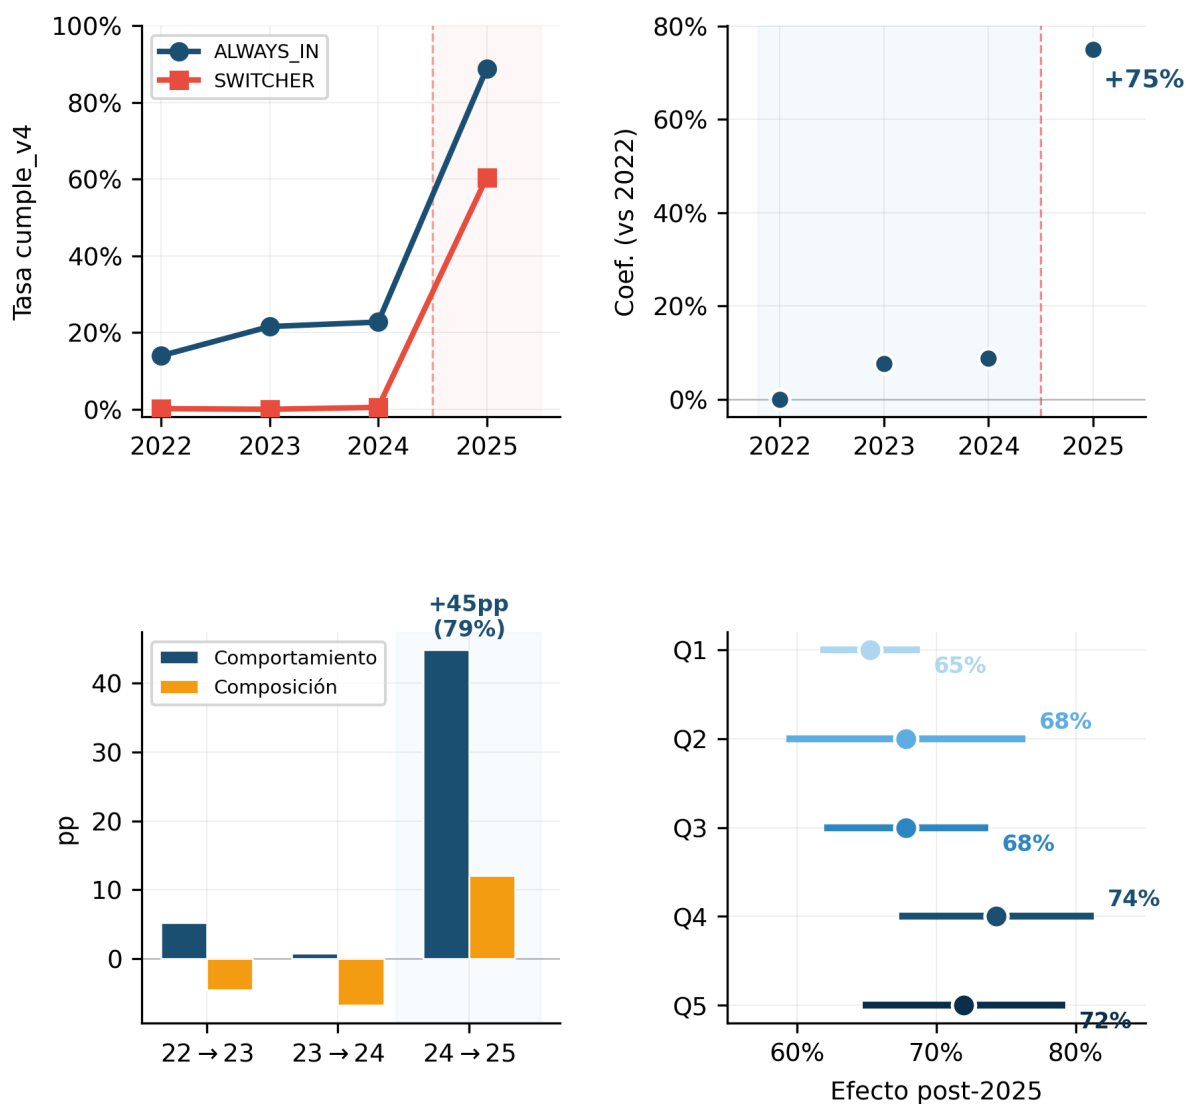 100%
80%
60%
40%
20%
0%
Tasa cumple_v4
ALWAYS_IN
SWITCHER
2022
2023
2024
2025
80%
60%
40%
20%
0%
Coef. (vs 2022)
+75%
2022
2023
2024
2025
+45pp
(79%)
Comportamiento
Composición
40
30
20
10
0
pp
22→23
23→24
24→25
Q1
65%
Q2
68%
Q3
68%
Q4
74%
Q5
72%
60%
70%
80%
Efecto post-2025